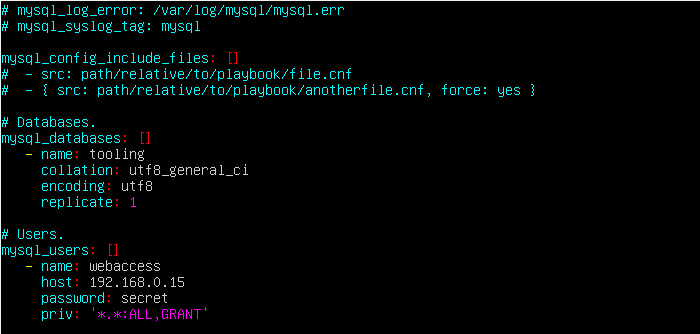 # mysql_log_error: /var/log/mysql/mysql.err
# mysql_syslog_tag: mysql

mysql_config_include_files: []
#  - src: path/relative/to/playbook/file.cnf
#  - { src: path/relative/to/playbook/anotherfile.cnf, force: yes }

# Databases.
mysql_databases: []
   - name: tooling
     collation: utf8_general_ci
     encoding: utf8
     replicate: 1

# Users.
mysql_users: []
   - name: webaccess
     host: 192.168.0.15
     password: secret
     priv: '*.*:ALL,GRANT'